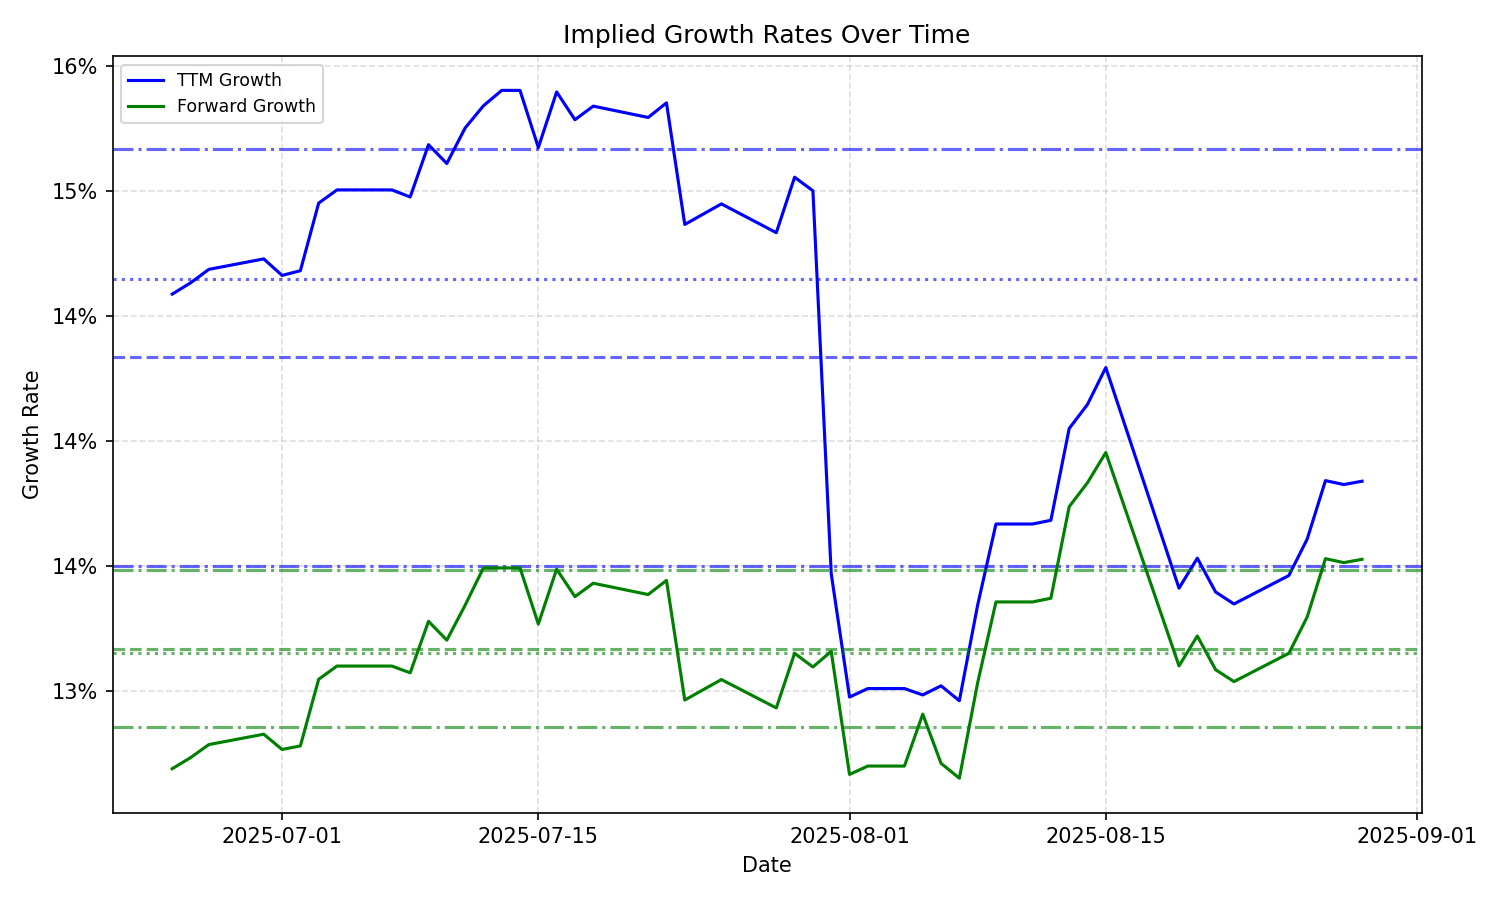 Implied Growth Rates Over Time
TTM Growth
Forward Growth
16%
15%
14%
14%
14%
13%
Growth Rate
2025-07-01
2025-07-15
2025-08-01
2025-08-15
2025-09-01
Date